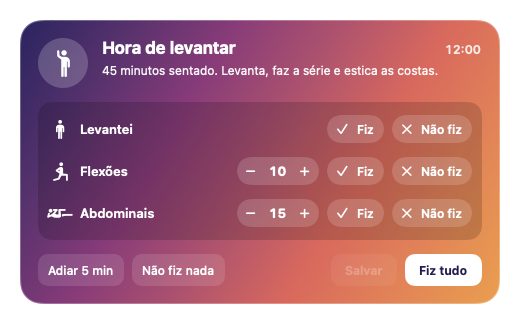 Hora de levantar 12:00
45 minutos sentado. Levanta, faz a série e estica as costas.
Levantei Fiz Não fiz
Flexões − 10 + Fiz Não fiz
Abdominais − 15 + Fiz Não fiz
Adiar 5 min Não fiz nada Salvar Fiz tudo